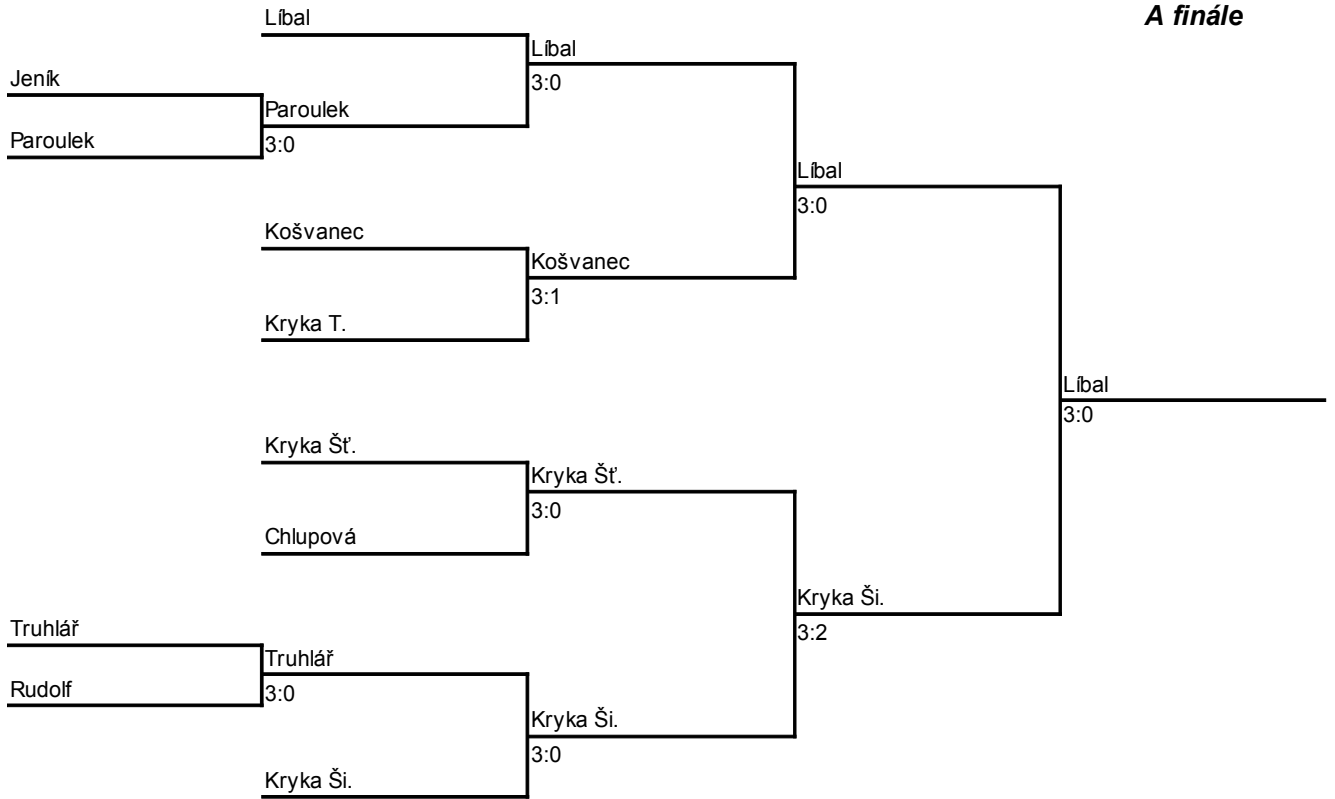 A finále
Líbal
Líbal
3:0
Jeník
Paroulek
Paroulek
3:0
Líbal
3:0
Košvanec
Košvanec
3:1
Kryka T.
Líbal
3:0
Kryka Šť.
Kryka Šť.
3:0
Chlupová
Kryka Ši.
3:2
Truhlář
Truhlář
3:0
Rudolf
Kryka Ši.
3:0
Kryka Ši.